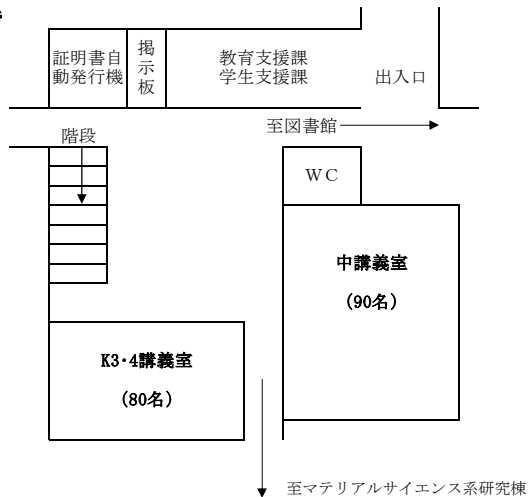 証明書自
動発行機
掲
示
板
教育支援課
学生支援課
出入口
至図書館
階段
WC
中講義室
(90名)
K3・4講義室
(80名)
至マテリアルサイエンス系研究棟